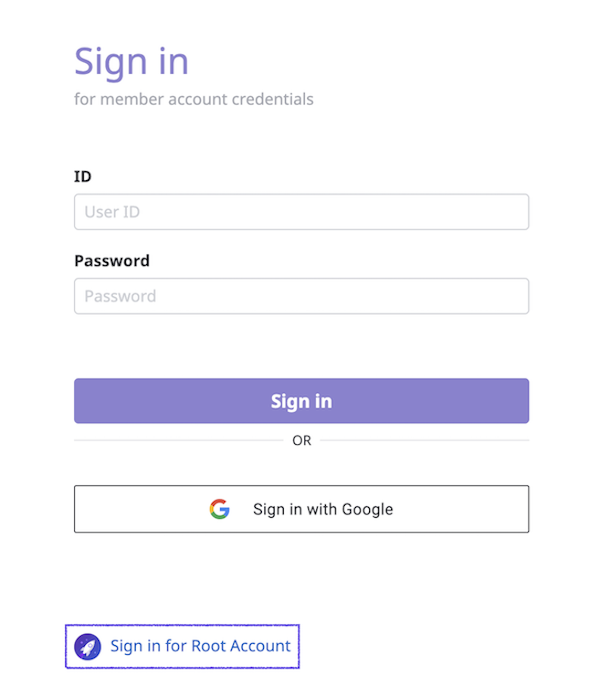 Sign in
for member account credentials
ID
User ID
Password
Password
Sign in
OR
Sign in with Google
Sign in for Root Account